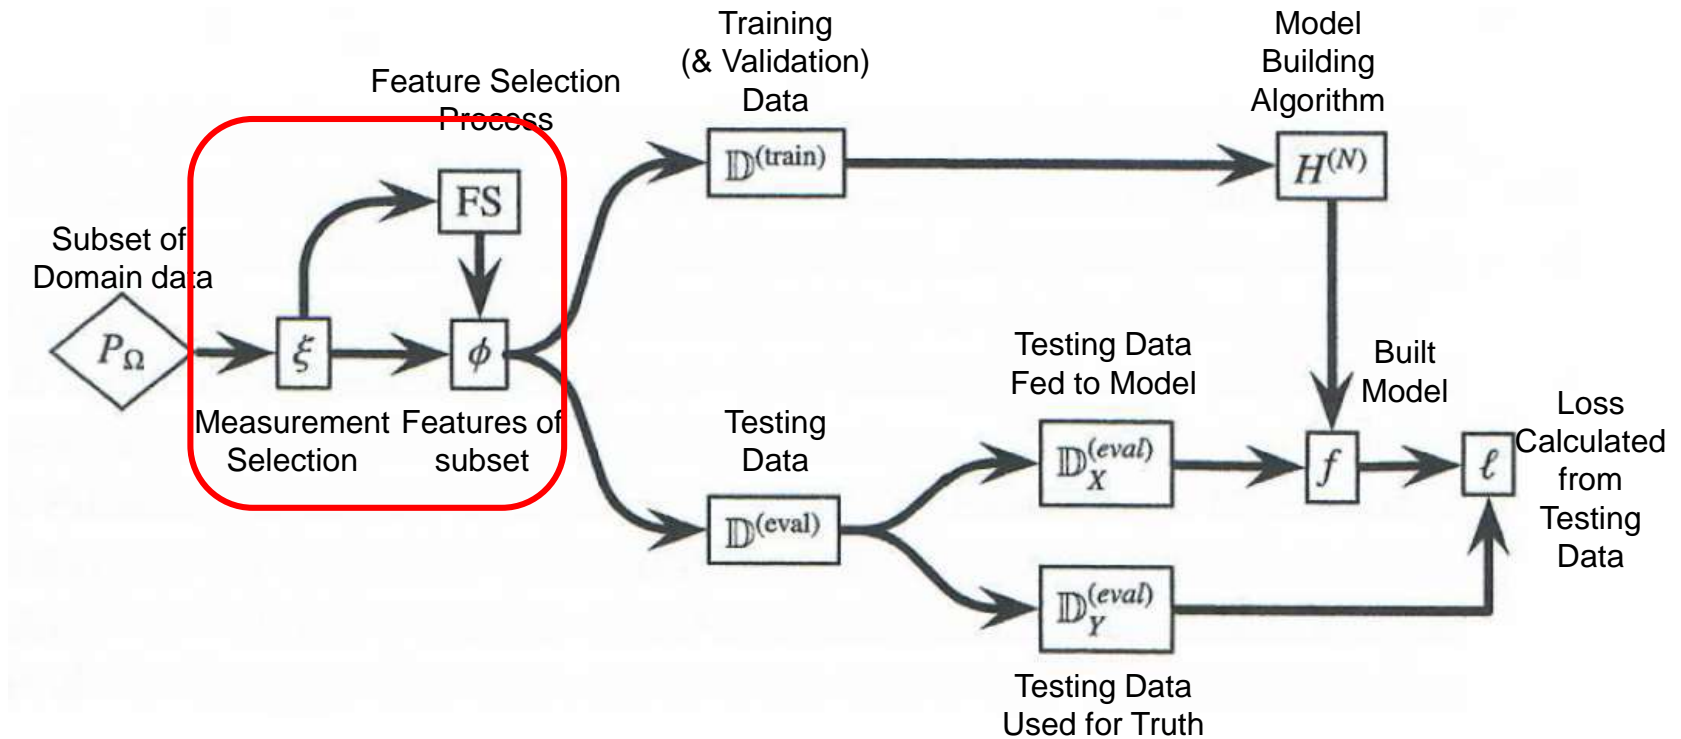 Training
(& Validation)
Data
Model
Building
Algorithm
Feature Selection
Process
𝔻(train)
H(N)
FS
Subset of
Domain data
PΩ
ξ
ϕ
Measurement
Selection
Features of
subset
Testing
Data
𝔻(eval)
Testing Data
Fed to Model
𝔻X(eval)
Built
Model
f
ℓ
Loss
Calculated
from
Testing
Data
𝔻Y(eval)
Testing Data
Used for Truth